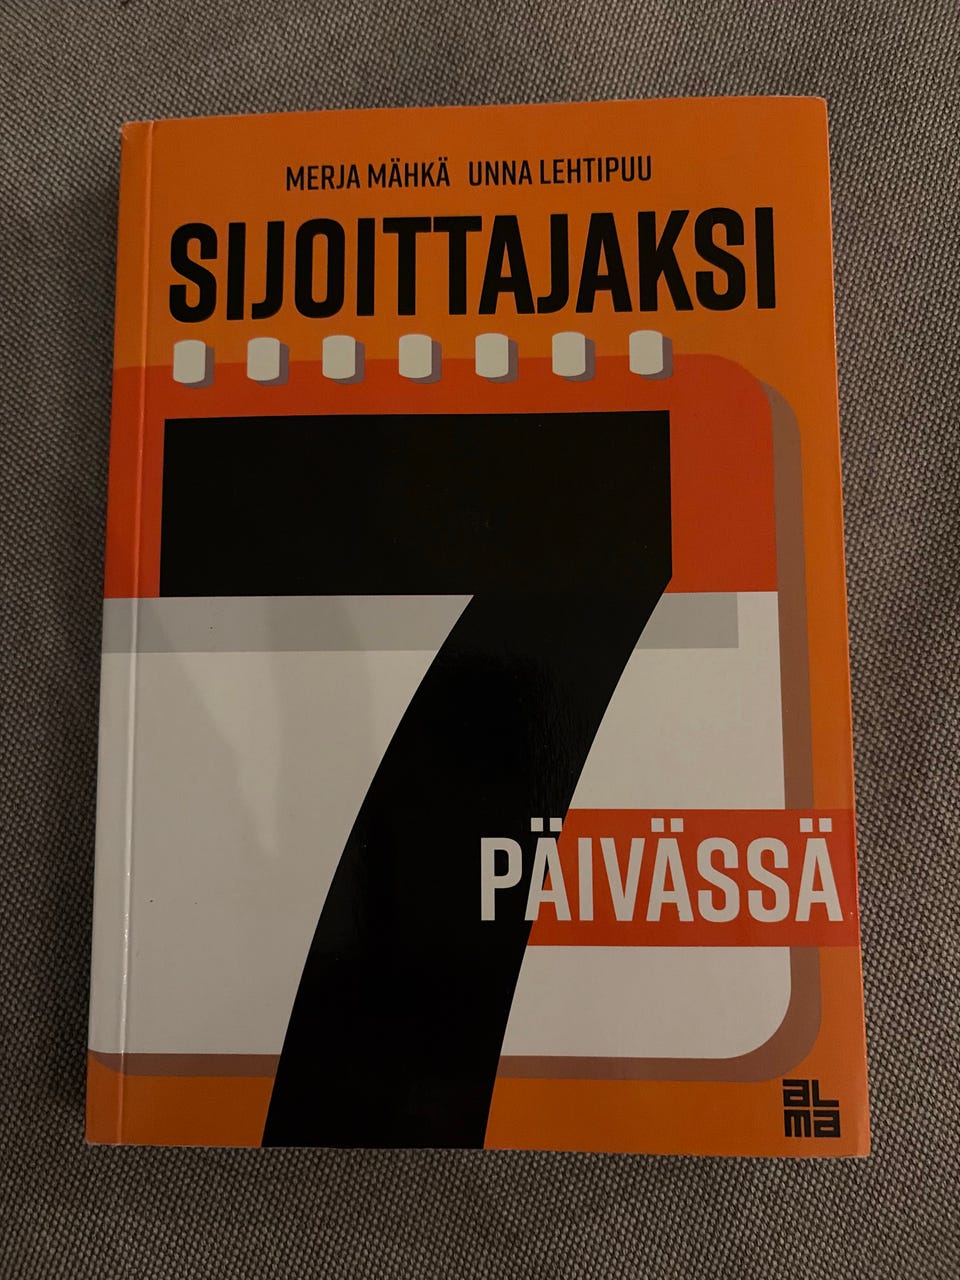 MERJA MÄHKÄ UNNA LEHTIPUU
SIJOITTAJAKSI
7
PÄIVÄSSÄ
aL
ma